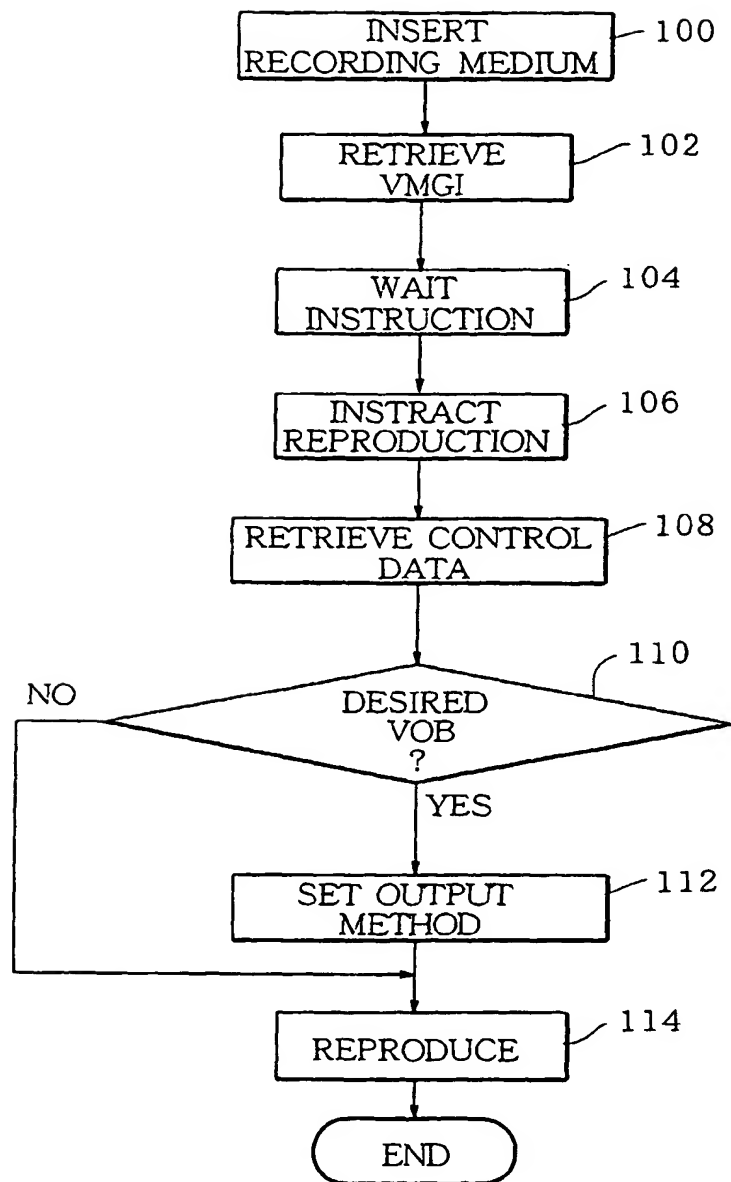 INSERT
RECORDING MEDIUM
100
RETRIEVE
VMGI
102
WAIT
INSTRUCTION
104
INSTRACT
REPRODUCTION
106
RETRIEVE CONTROL
DATA
108
110
NO
DESIRED
VOB
?
YES
SET OUTPUT
METHOD
112
REPRODUCE
114
END